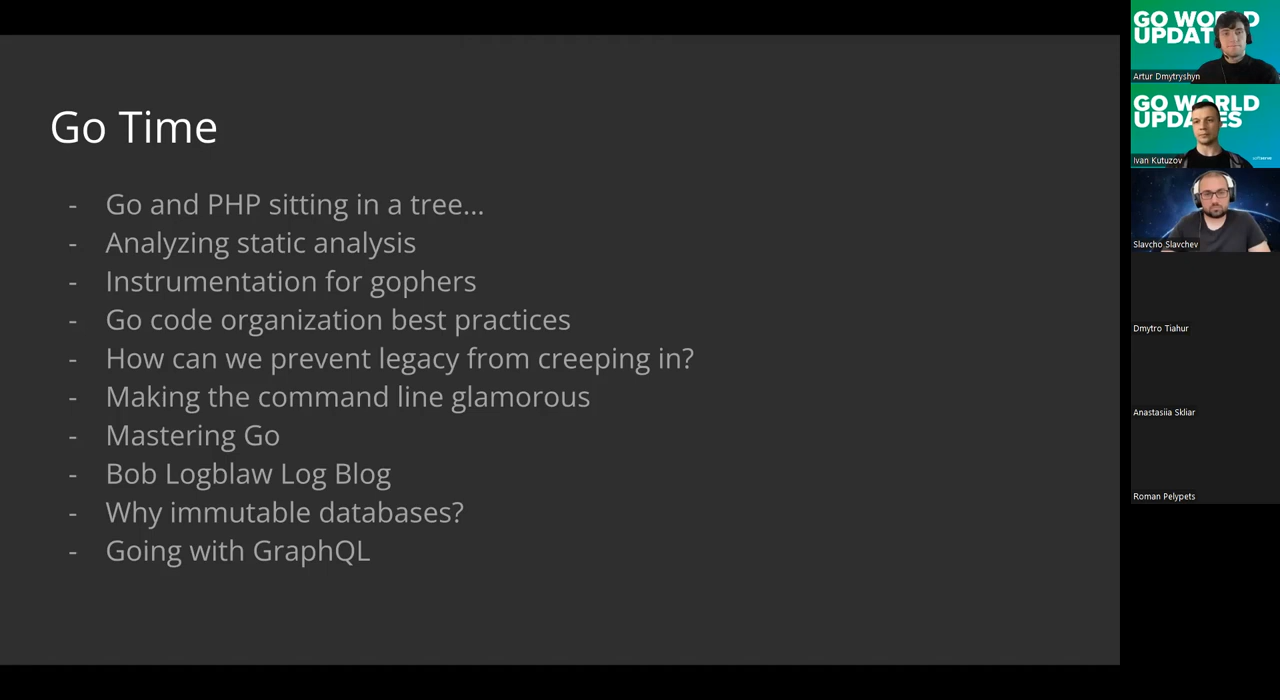 Go Time
- Go and PHP sitting in a tree...
- Analyzing static analysis
- Instrumentation for gophers
- Go code organization best practices
- How can we prevent legacy from creeping in?
- Making the command line glamorous
- Mastering Go
- Bob Logblaw Log Blog
- Why immutable databases?
- Going with GraphQL
GO WORLD
UPDAT
Artur Dmytryshyn
GO WORLD
UPDATES
softserve
Ivan Kutuzov
Slavcho Slavchev
Dmytro Tiahur
Anastasiia Skliar
Roman Pelypets